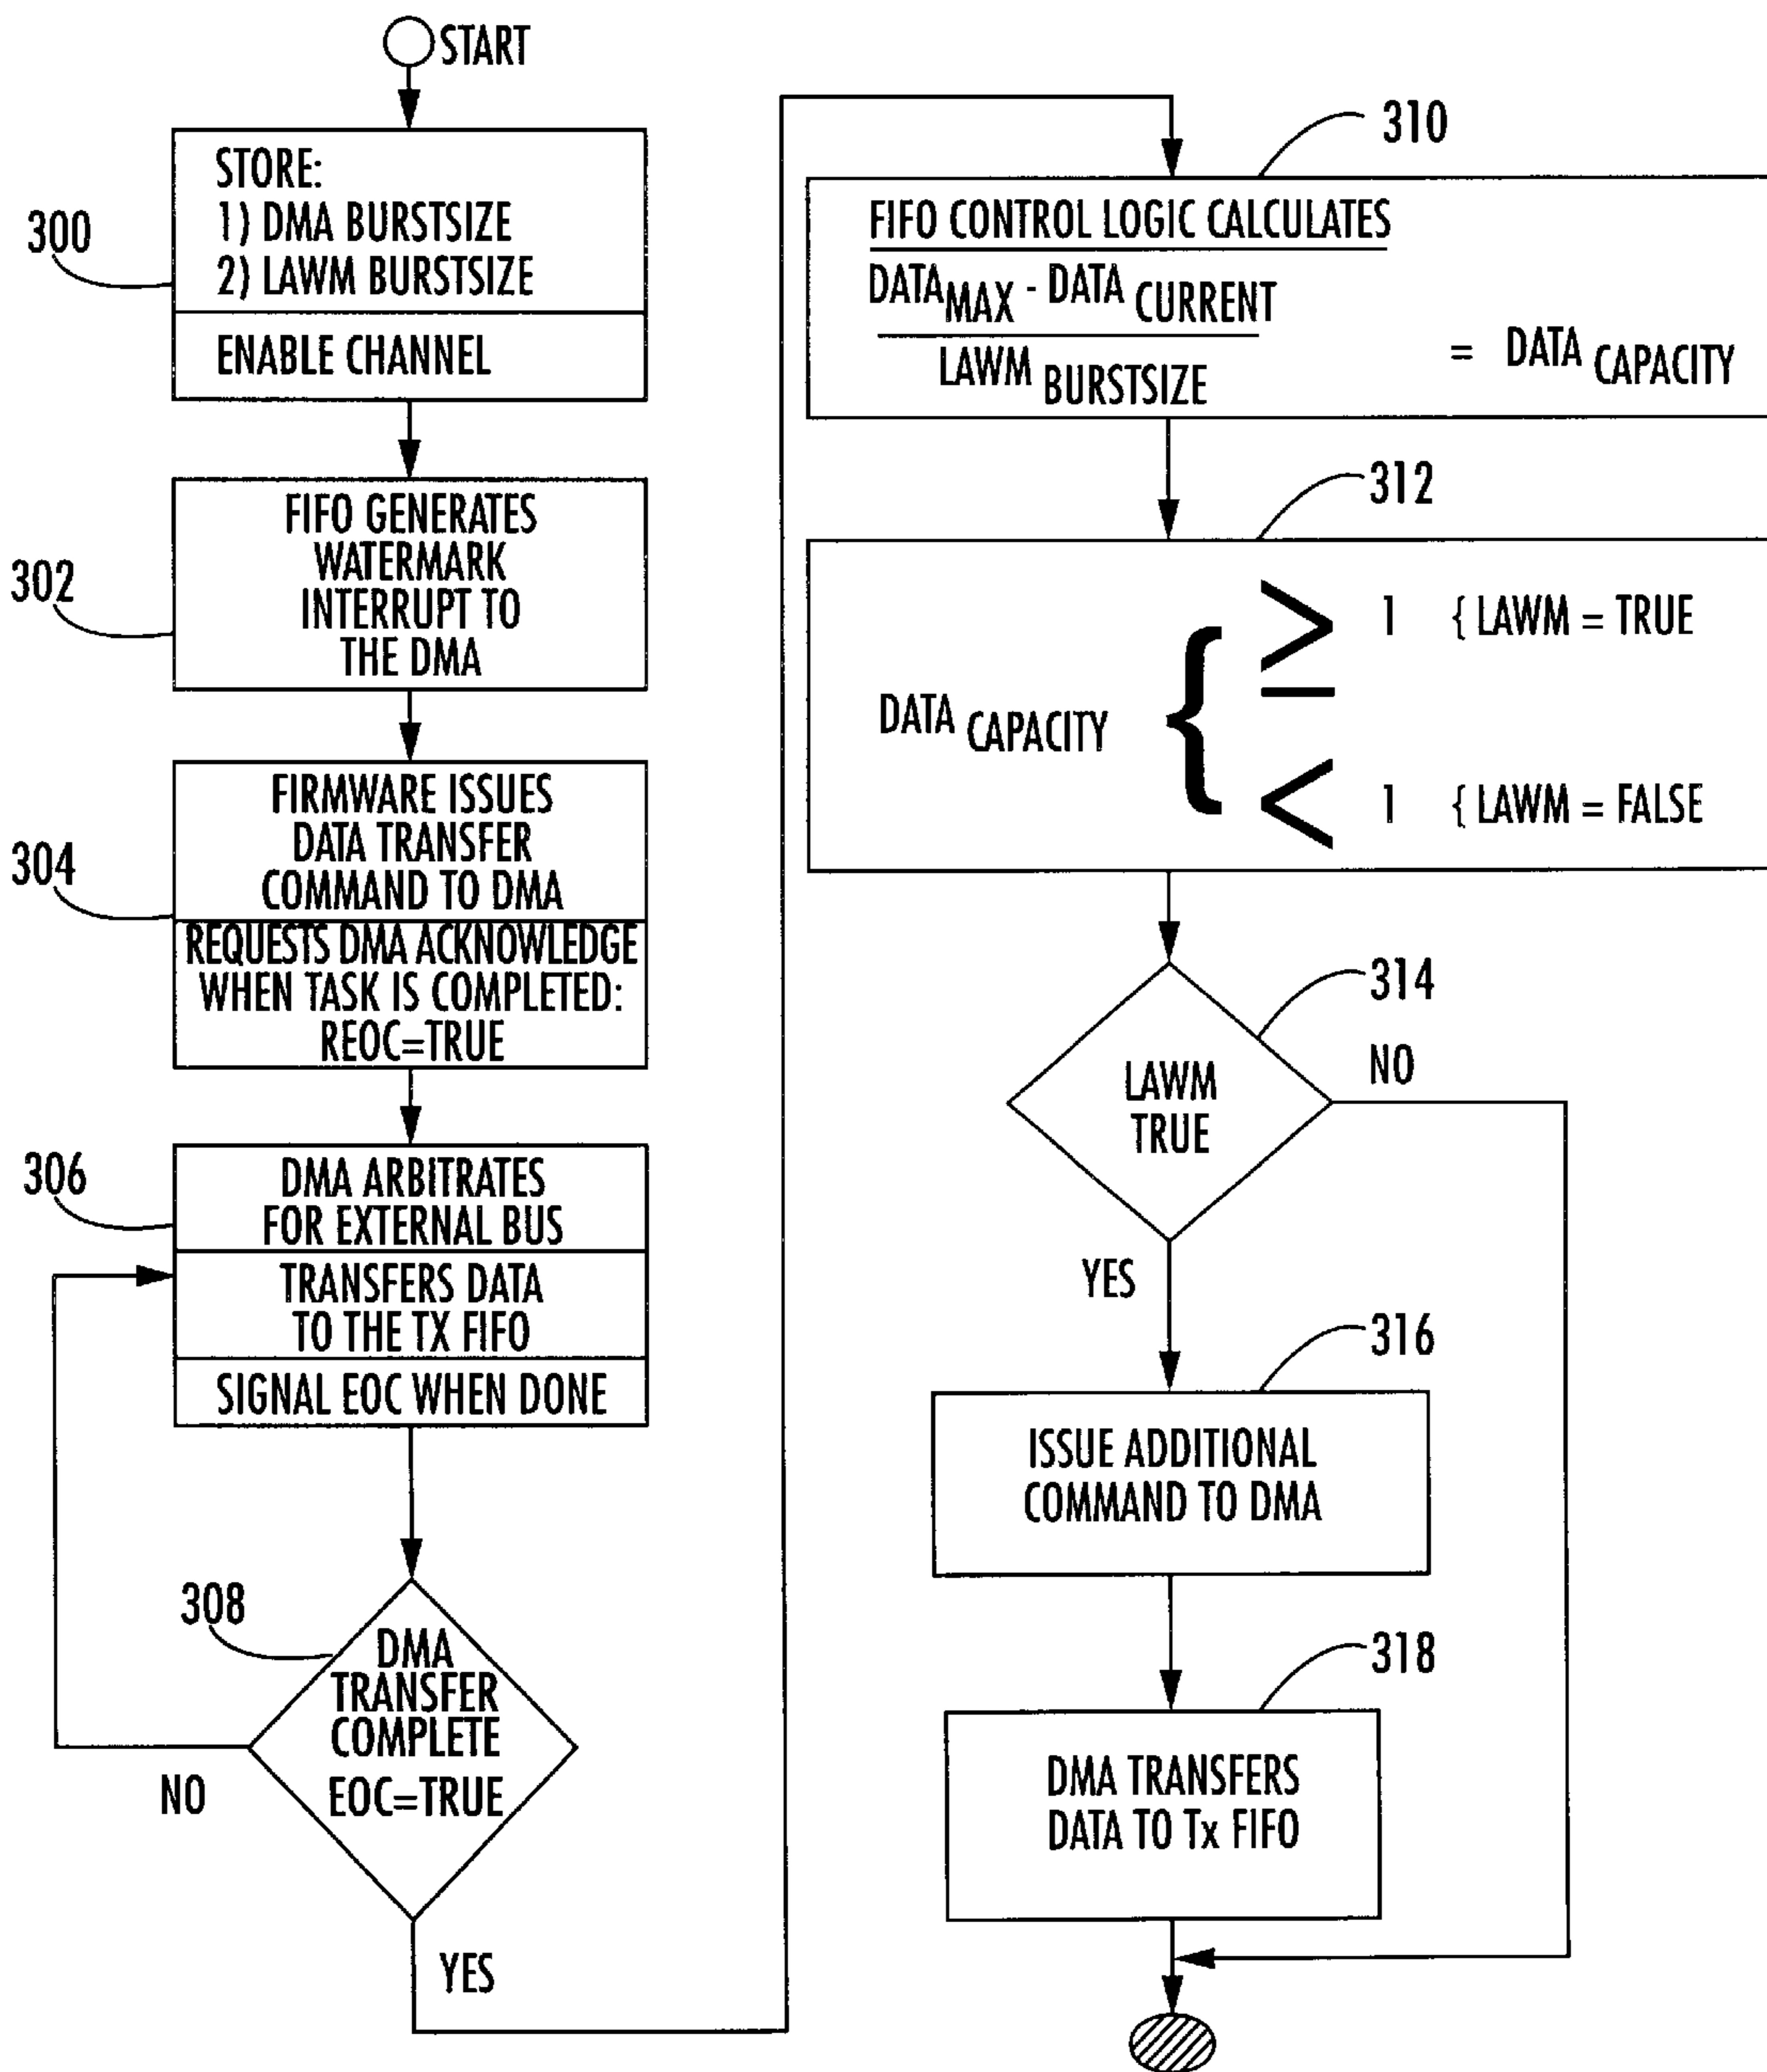 START
STORE:
1) DMA BURSTSIZE
2) LAWM BURSTSIZE
300
ENABLE CHANNEL
FIFO GENERATES
WATERMARK
INTERRUPT TO
THE DMA
302
FIRMWARE ISSUES
DATA TRANSFER
COMMAND TO DMA
304
REQUESTS DMA ACKNOWLEDGE
WHEN TASK IS COMPLETED:
REOC=TRUE
306
DMA ARBITRATES
FOR EXTERNAL BUS
TRANSFERS DATA
TO THE TX FIFO
SIGNAL EOC WHEN DONE
308
DMA
TRANSFER
COMPLETE
EOC=TRUE
NO
YES
310
FIFO CONTROL LOGIC CALCULATES
DATA MAX - DATA CURRENT
LAWM BURSTSIZE = DATA CAPACITY
312
≥ 1 { LAWM = TRUE
DATA CAPACITY {
< 1 { LAWM = FALSE
314
LAWM
TRUE
NO
YES
316
ISSUE ADDITIONAL
COMMAND TO DMA
318
DMA TRANSFERS
DATA TO Tx FIFO